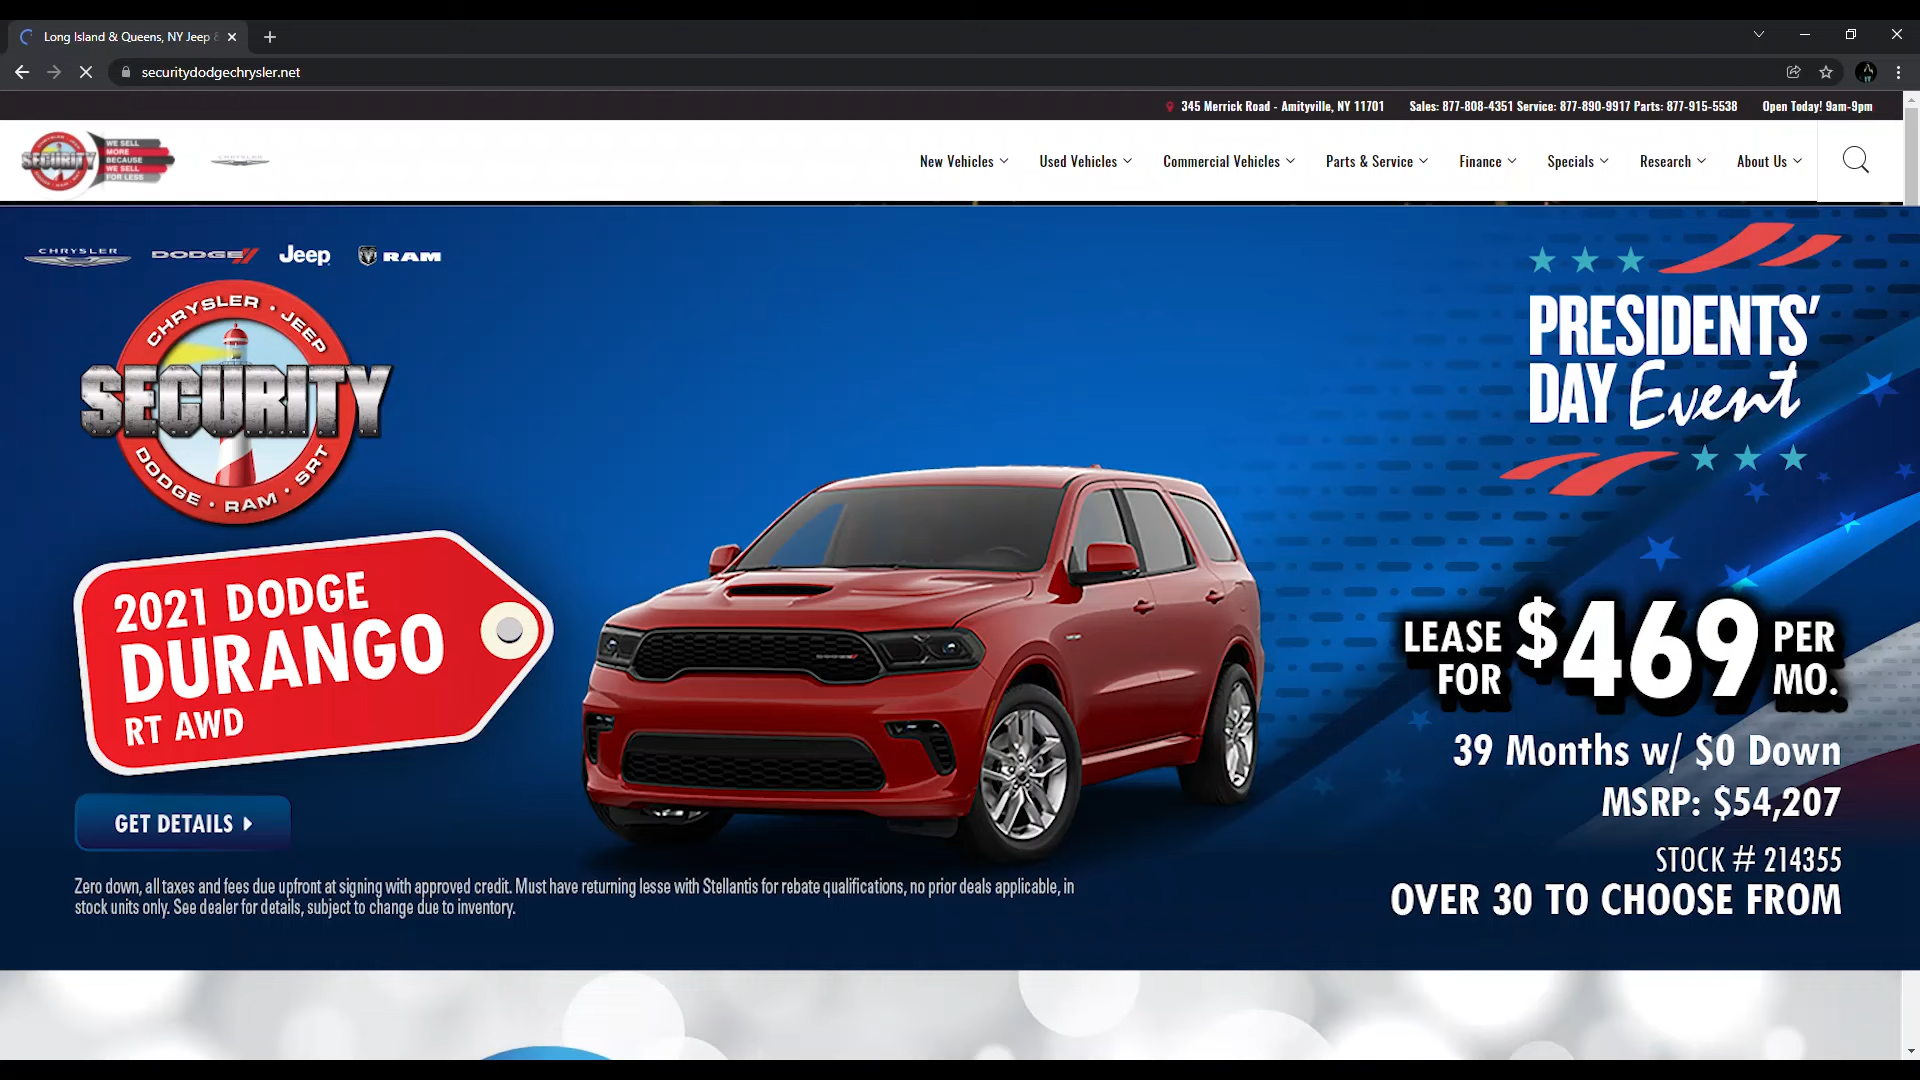 Long Island & Queens, NY Jeep &
securitydodgechrysler.net
345 Merrick Road - Amityville, NY 11701 Sales: 877-808-4351 Service: 877-890-9917 Parts: 877-915-5538 Open Today! 9am-9pm
SECURITY
WE SELL
MORE
BECAUSE
WE SELL
FOR LESS
CHRYSLER
New Vehicles Used Vehicles Commercial Vehicles Parts & Service Finance Specials Research About Us
CHRYSLER DODGE Jeep RAM
CHRYSLER · JEEP
SECURITY
DODGE · RAM · SRT
PRESIDENTS'
DAY Event
2021 DODGE
DURANGO
RT AWD
GET DETAILS
LEASE FOR $469 PER MO.
39 Months w/ $0 Down
MSRP: $54,207
STOCK # 214355
OVER 30 TO CHOOSE FROM
Zero down, all taxes and fees due upfront at signing with approved credit. Must have returning lesse with Stellantis for rebate qualifications, no prior deals applicable, in
stock units only. See dealer for details, subject to change due to inventory.